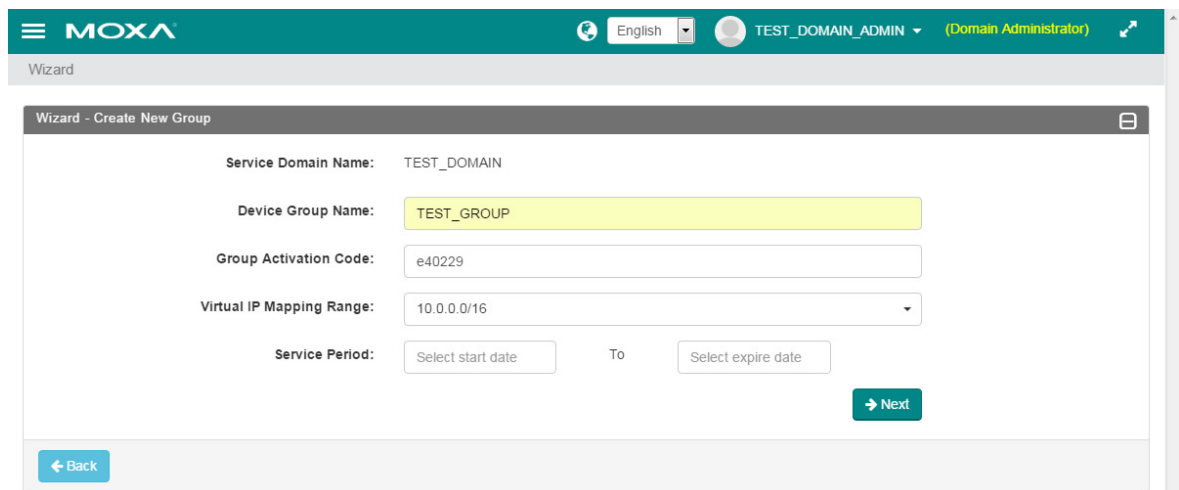 MOXA English TEST_DOMAIN_ADMIN (Domain Administrator)
Wizard
Wizard - Create New Group
Service Domain Name: TEST_DOMAIN
Device Group Name: TEST_GROUP
Group Activation Code: e40229
Virtual IP Mapping Range: 10.0.0.0/16
Service Period: Select start date To Select expire date
Next
Back